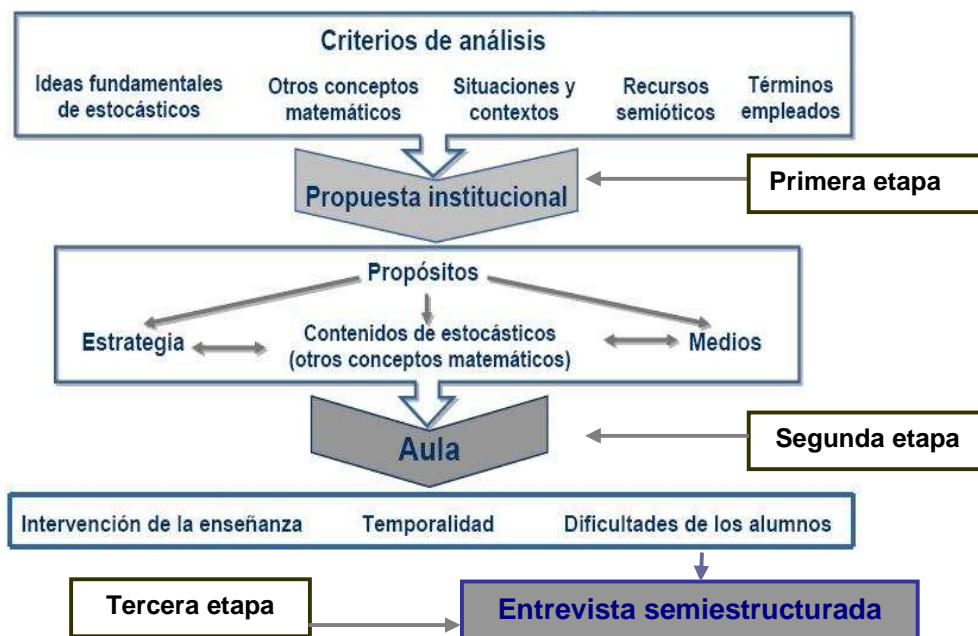 Criterios de análisis
Ideas fundamentales
de estocásticos
Otros conceptos
matemáticos
Situaciones y
contextos
Recursos
semióticos
Términos
empleados
Propuesta institucional
Primera etapa
Propósitos
Estrategia
Contenidos de estocásticos
(otros conceptos matemáticos)
Medios
Aula
Segunda etapa
Intervención de la enseñanza
Temporalidad
Dificultades de los alumnos
Tercera etapa
Entrevista semiestructurada